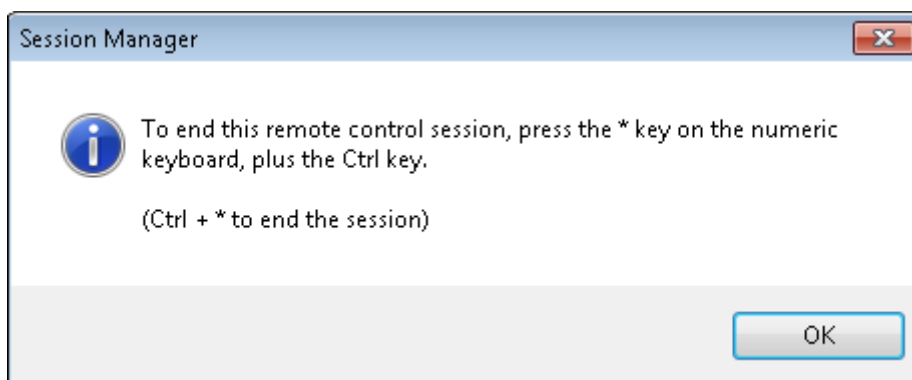 Session Manager
To end this remote control session, press the * key on the numeric
keyboard, plus the Ctrl key.
(Ctrl + * to end the session)
OK